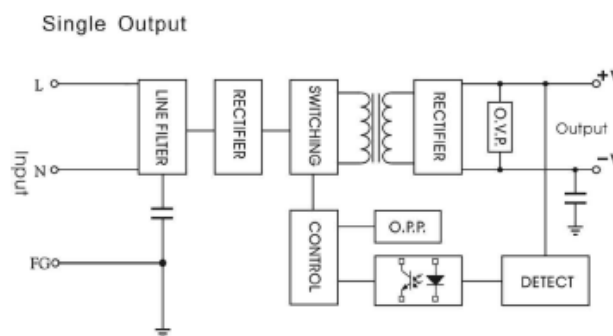 Single Output
L
N
FG
Input
LINE FILTER
RECTIFIER
SWITCHING
RECTIFIER
O.V.P.
+V
Output
-V
CONTROL
O.P.P.
DETECT